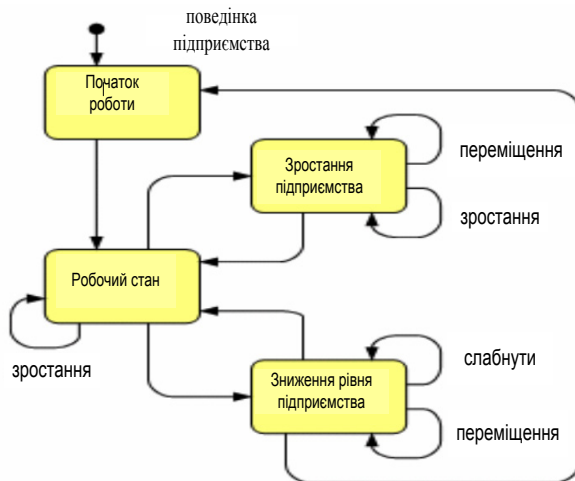 поведінка
підприємства
Початок
роботи
Зростання
підприємства
переміщення
зростання
Робочий стан
зростання
Зниження рівня
підприємства
слабнути
переміщення